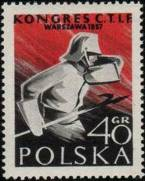 KONGRES C.T.I.F.
WARSZAWA 1957
40 GR
POLSKA